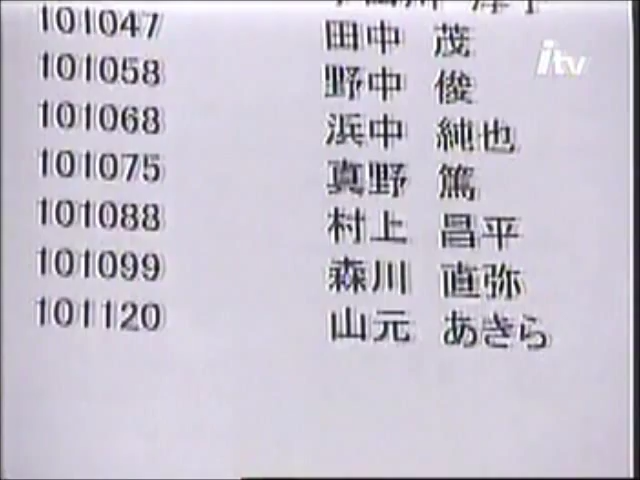 101047 田中 茂
101058 野中 俊
101068 浜中 純也
101075 真野 篤
101088 村上 昌平
101099 森川 直弥
101120 山元 あきら
itv